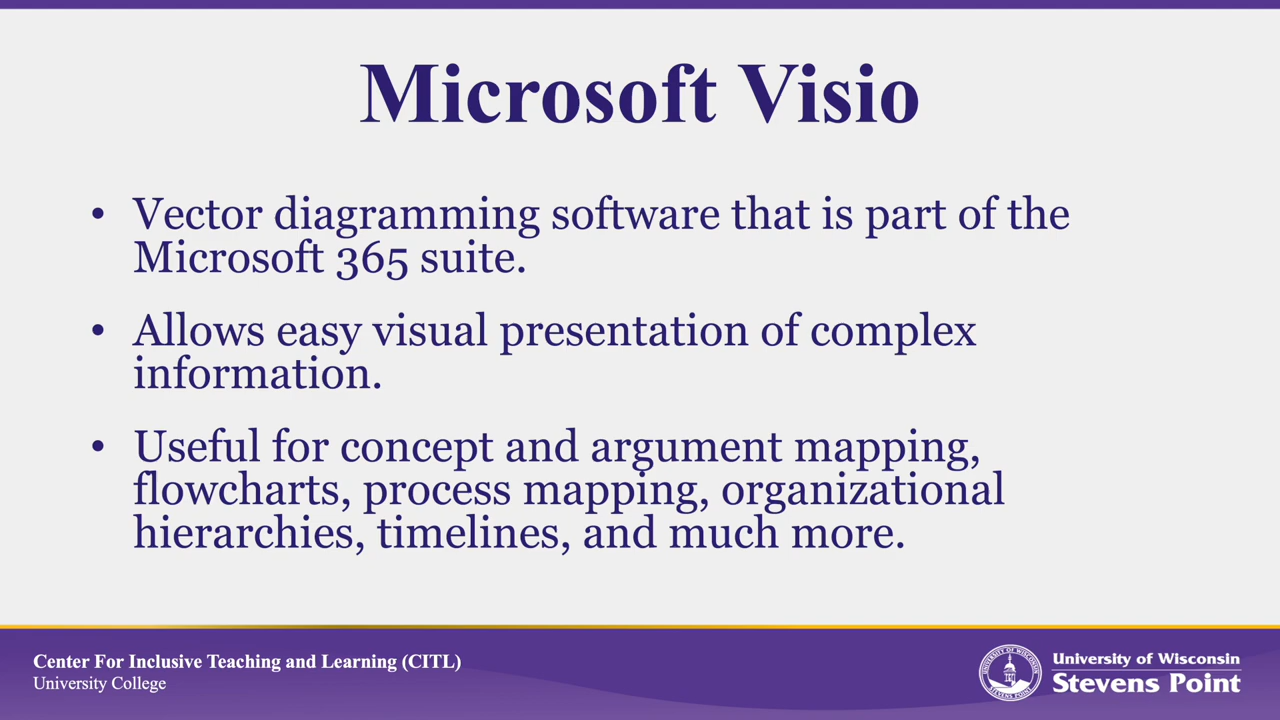 Microsoft Visio
• Vector diagramming software that is part of the
Microsoft 365 suite.
• Allows easy visual presentation of complex
information.
• Useful for concept and argument mapping,
flowcharts, process mapping, organizational
hierarchies, timelines, and much more.
Center For Inclusive Teaching and Learning (CITL)
University College
University of Wisconsin
Stevens Point